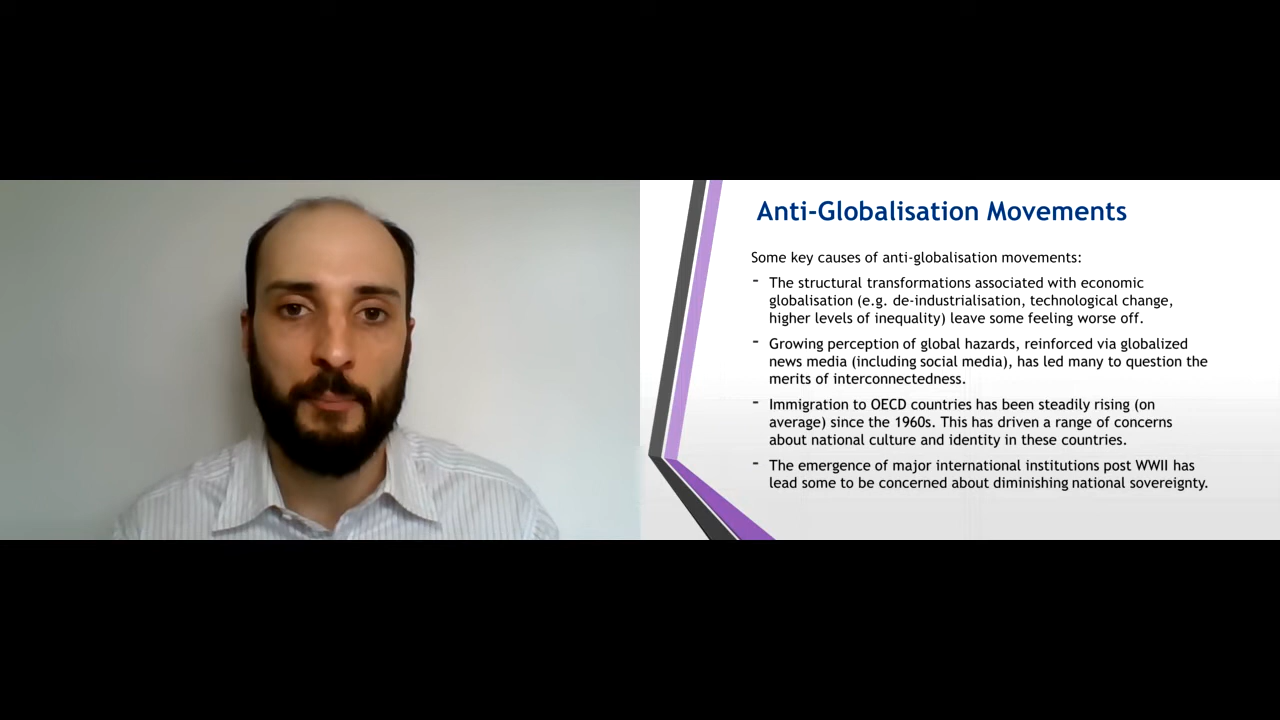 Anti-Globalisation Movements
Some key causes of anti-globalisation movements:
- The structural transformations associated with economic
globalisation (e.g. de-industrialisation, technological change,
higher levels of inequality) leave some feeling worse off.
- Growing perception of global hazards, reinforced via globalized
news media (including social media), has led many to question the
merits of interconnectedness.
- Immigration to OECD countries has been steadily rising (on
average) since the 1960s. This has driven a range of concerns
about national culture and identity in these countries.
- The emergence of major international institutions post WWII has
lead some to be concerned about diminishing national sovereignty.